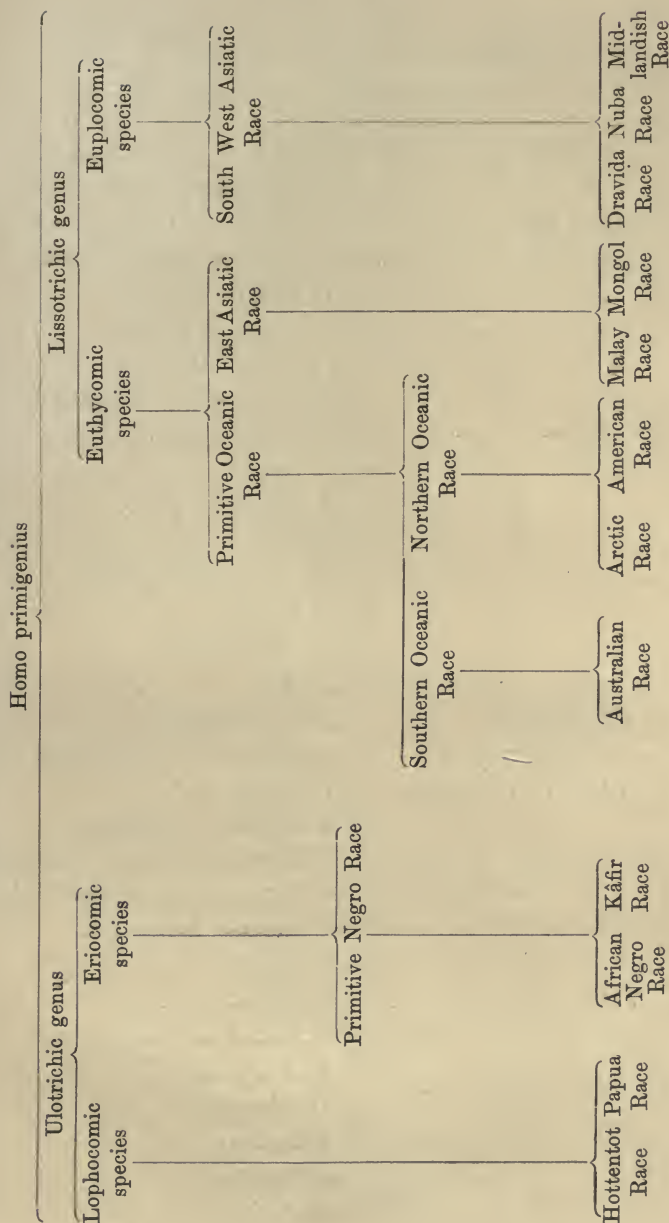 Homo primigenius
Ulotrichic genus
Lissotrichic genus
Lophocomic
species
Eriocomic
species
Euthycomic
species
Euplocomic
species
Primitive Oceanic
Race
East Asiatic
Race
South West Asiatic
Race
Primitive Negro Race
Southern Oceanic
Race
Northern Oceanic
Race
Hottentot
Race
Papua
Race
African
Negro
Race
Kâfir
Race
Australian
Race
Arctic
Race
American
Race
Malay
Race
Mongol
Race
Dravida
Race
Nuba
Race
Mid-
landish
Race